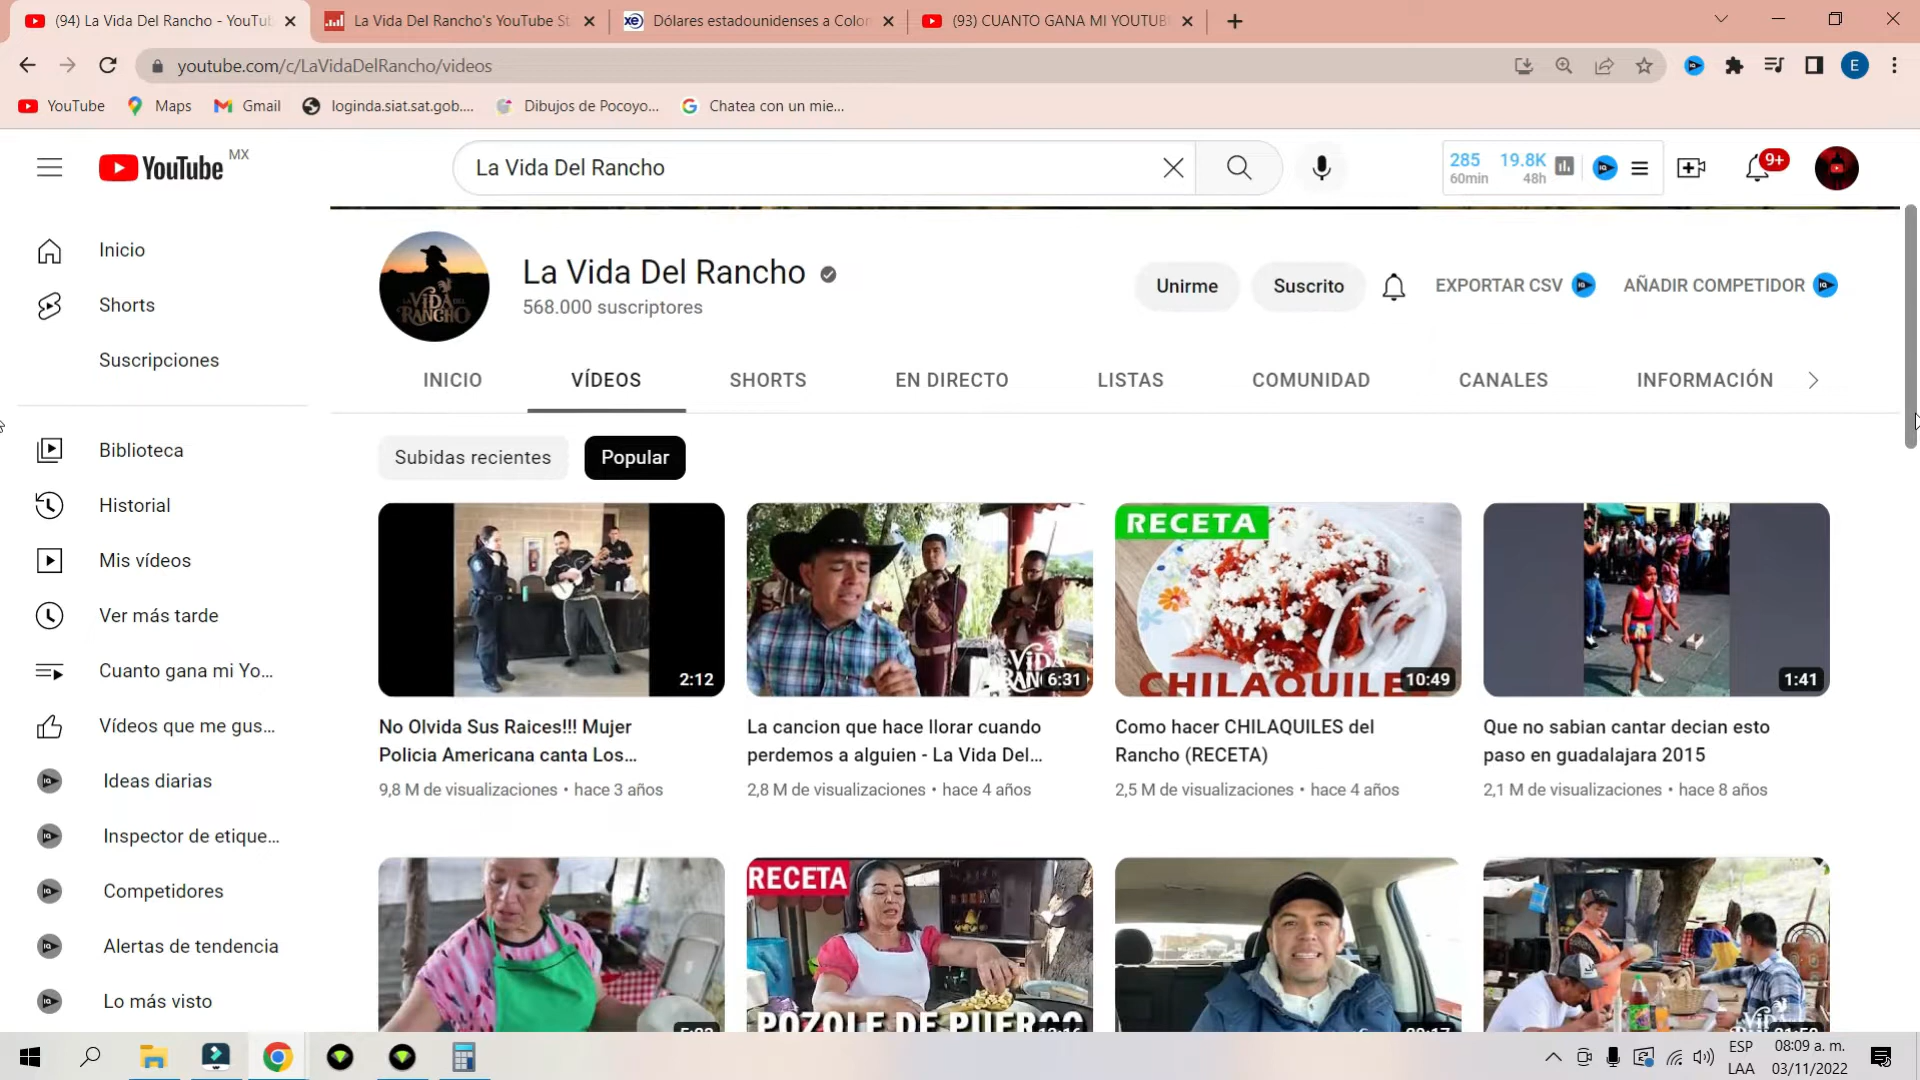 (94) La Vida Del Rancho - YouTu
La Vida Del Rancho's YouTube St
Dólares estadounidenses a Colon
(93) CUANTO GANA MI YOUTUB
youtube.com/c/LaVidaDelRancho/videos
E
YouTube
Maps
Gmail
loginda.siat.sat.gob....
Dibujos de Pocoyo...
Chatea con un mie...
YouTube MX
La Vida Del Rancho
285
60min
19.8K
48h
9+
Inicio
Shorts
Suscripciones
Biblioteca
Historial
Mis vídeos
Ver más tarde
Cuanto gana mi Yo...
Vídeos que me gus...
Ideas diarias
Inspector de etique...
Competidores
Alertas de tendencia
Lo más visto
LA VIDA DEL RANCHO
La Vida Del Rancho
568.000 suscriptores
Unirme
Suscrito
EXPORTAR CSV
AÑADIR COMPETIDOR
INICIO
VÍDEOS
SHORTS
EN DIRECTO
LISTAS
COMUNIDAD
CANALES
INFORMACIÓN
Subidas recientes
Popular
2:12
6:31
RECETA
CHILAQUILES
10:49
1:41
No Olvida Sus Raices!!! Mujer
Policia Americana canta Los...
9,8 M de visualizaciones • hace 3 años
La cancion que hace llorar cuando
perdemos a alguien - La Vida Del...
2,8 M de visualizaciones • hace 4 años
Como hacer CHILAQUILES del
Rancho (RECETA)
2,5 M de visualizaciones • hace 4 años
Que no sabian cantar decian esto
paso en guadalajara 2015
2,1 M de visualizaciones • hace 8 años
RECETA
POZOLE DE PUERCO
ESP
LAA
08:09 a. m.
03/11/2022